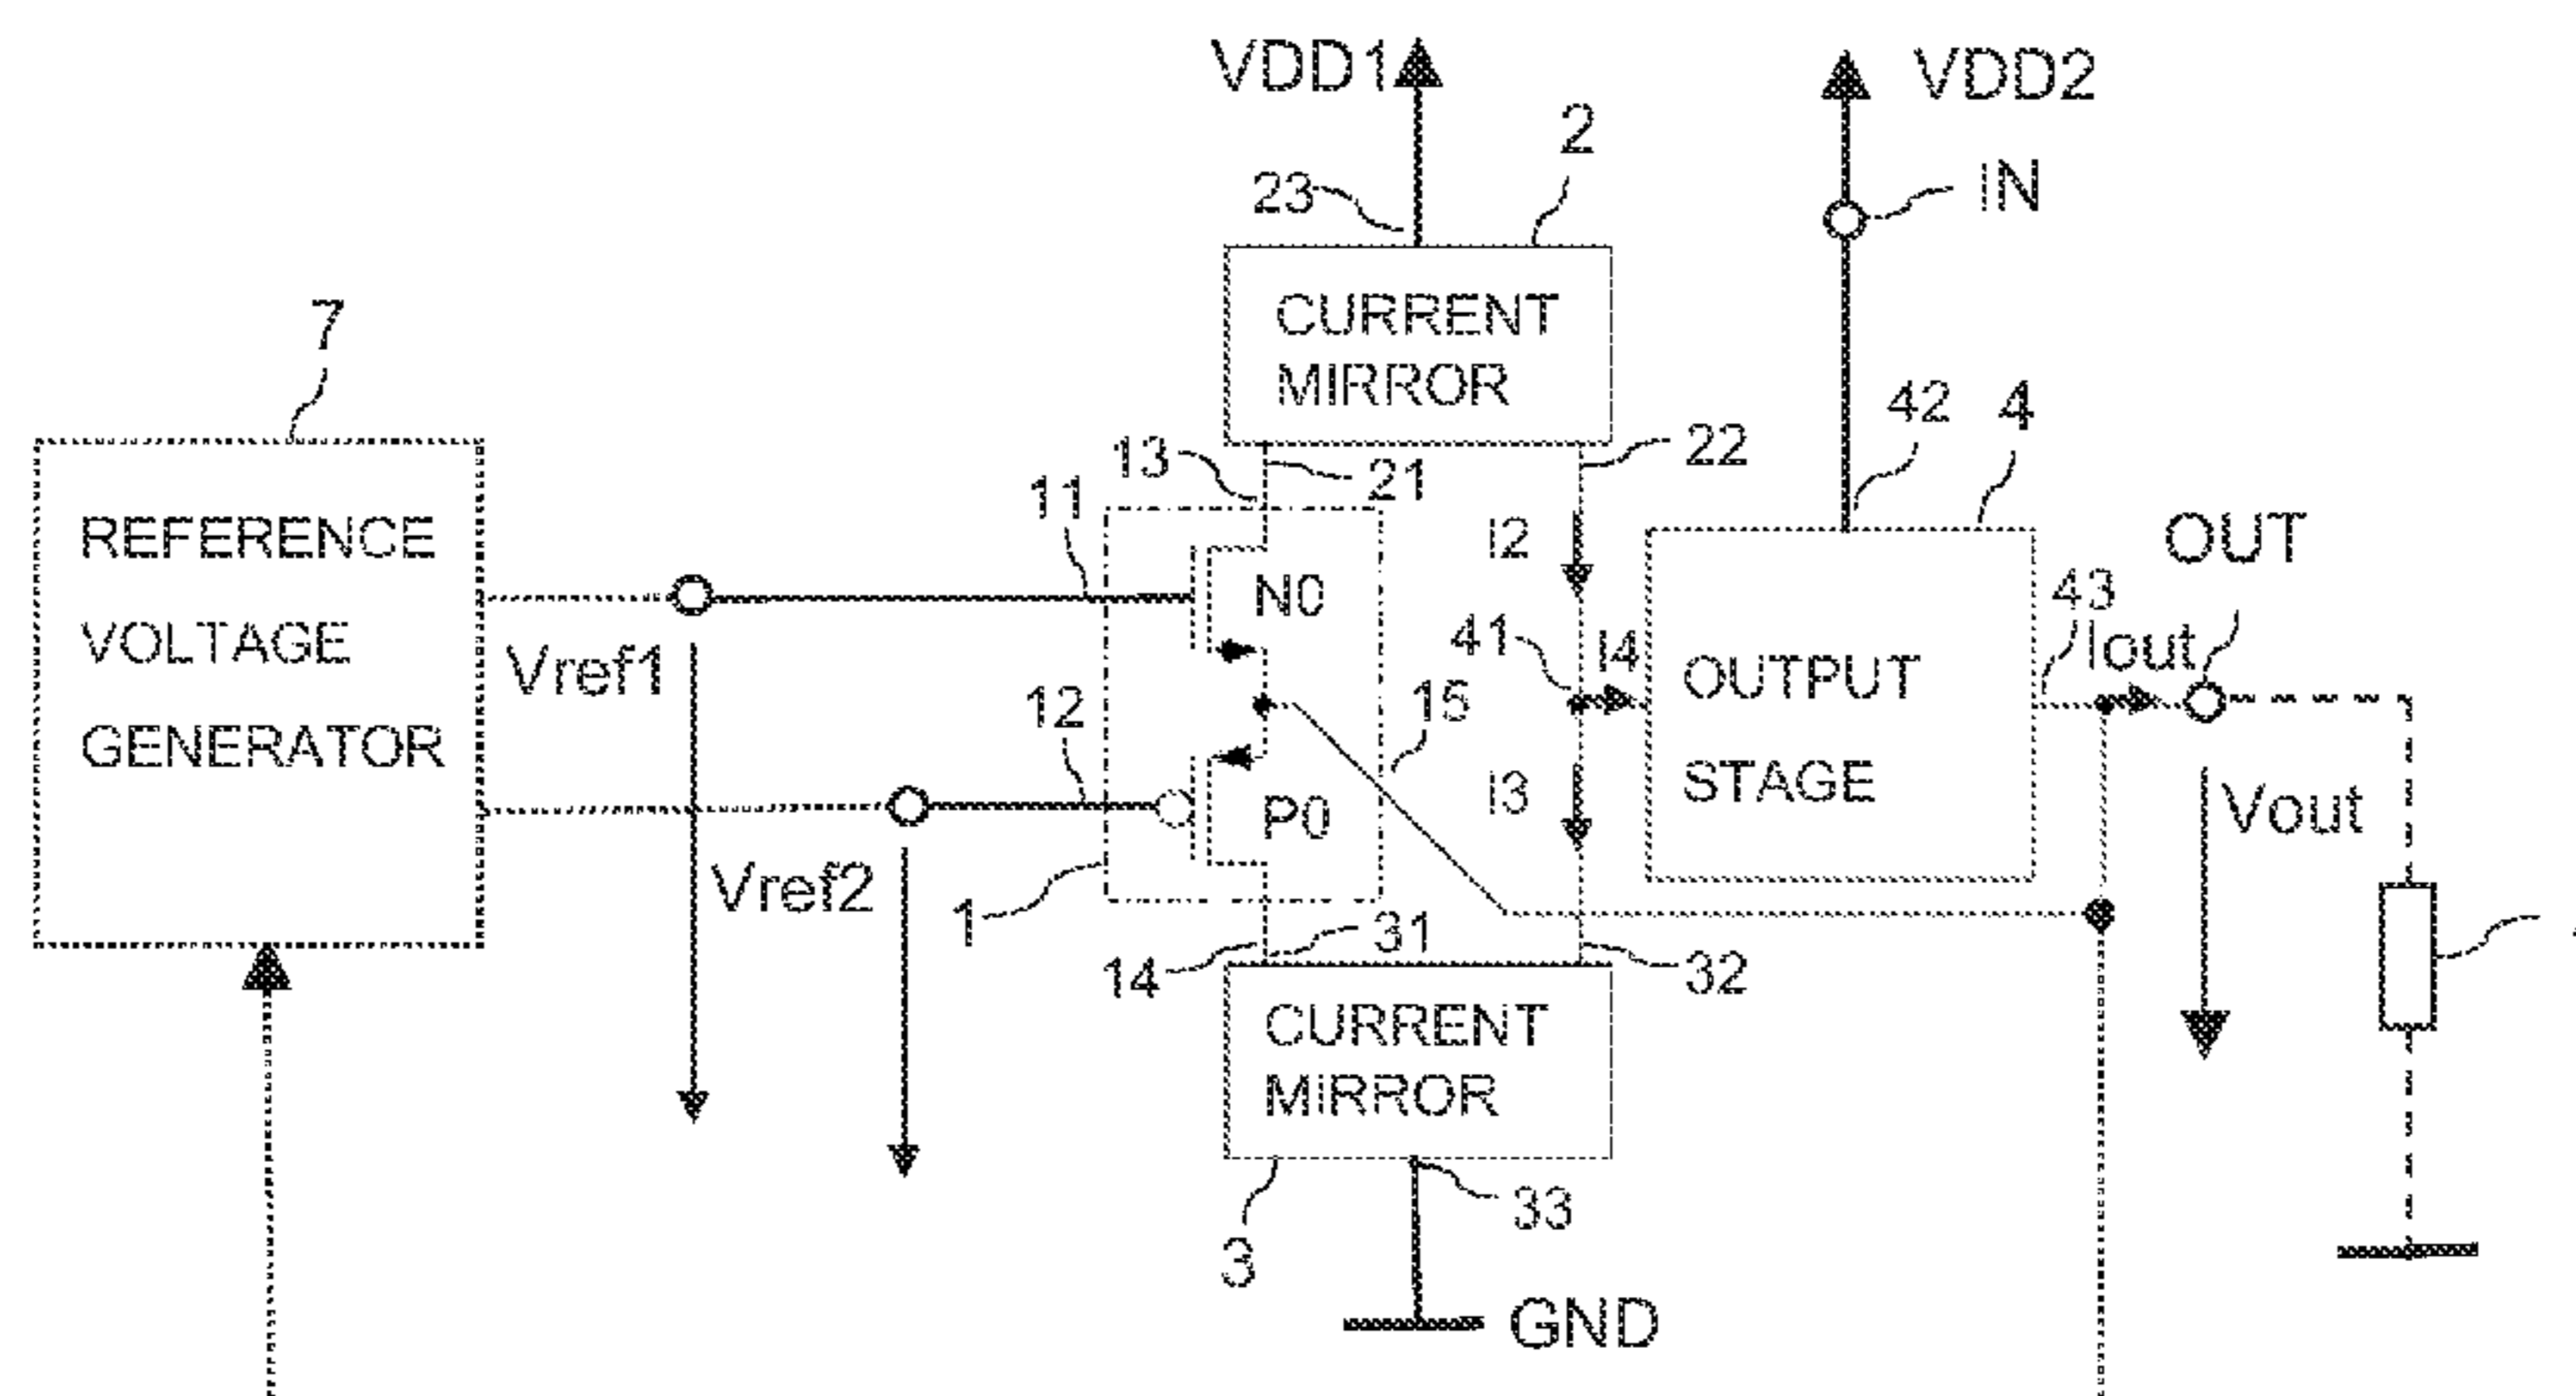 VDD1
VDD2
2
IN
23
CURRENT
MIRROR
7
42
4
13
21
22
11
REFERENCE
VOLTAGE
GENERATOR
N0
I2
OUT
43
Iout
41
I4
OUTPUT
STAGE
Vref1
12
15
P0
I3
Vout
Vref2
1
14
31
32
CURRENT
MIRROR
33
3
GND